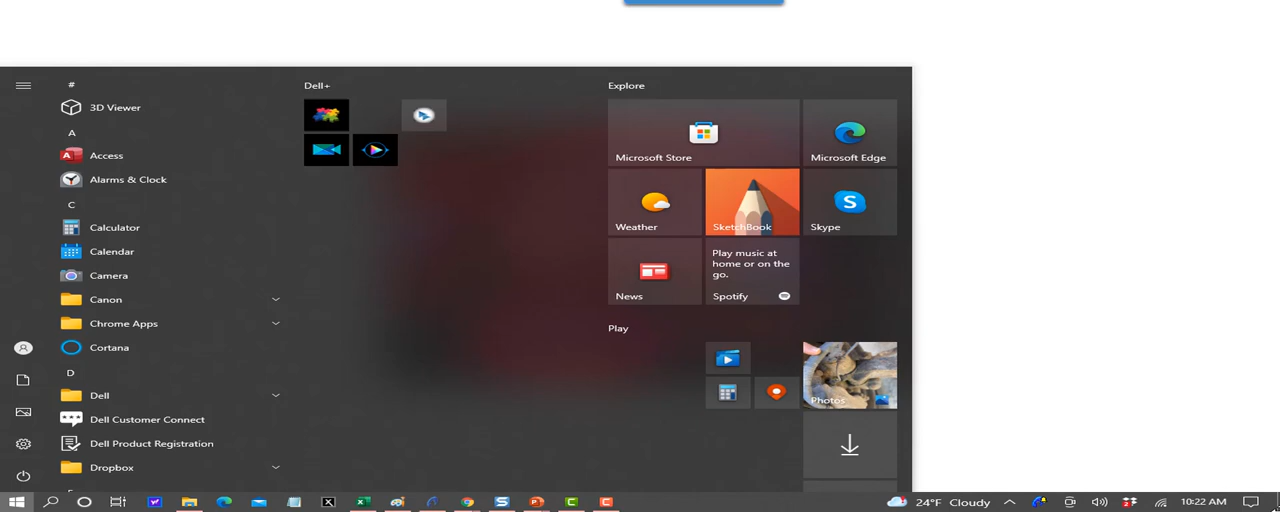 #
3D Viewer
A
Access
Alarms & Clock
C
Calculator
Calendar
Camera
Canon
Chrome Apps
Cortana
D
Dell
Dell Customer Connect
Dell Product Registration
Dropbox
Dell+
Explore
Microsoft Store
Microsoft Edge
Weather
SketchBook
Skype
News
Play music at
home or on the
go.
Spotify
Play
Photos
24°F Cloudy
10:22 AM